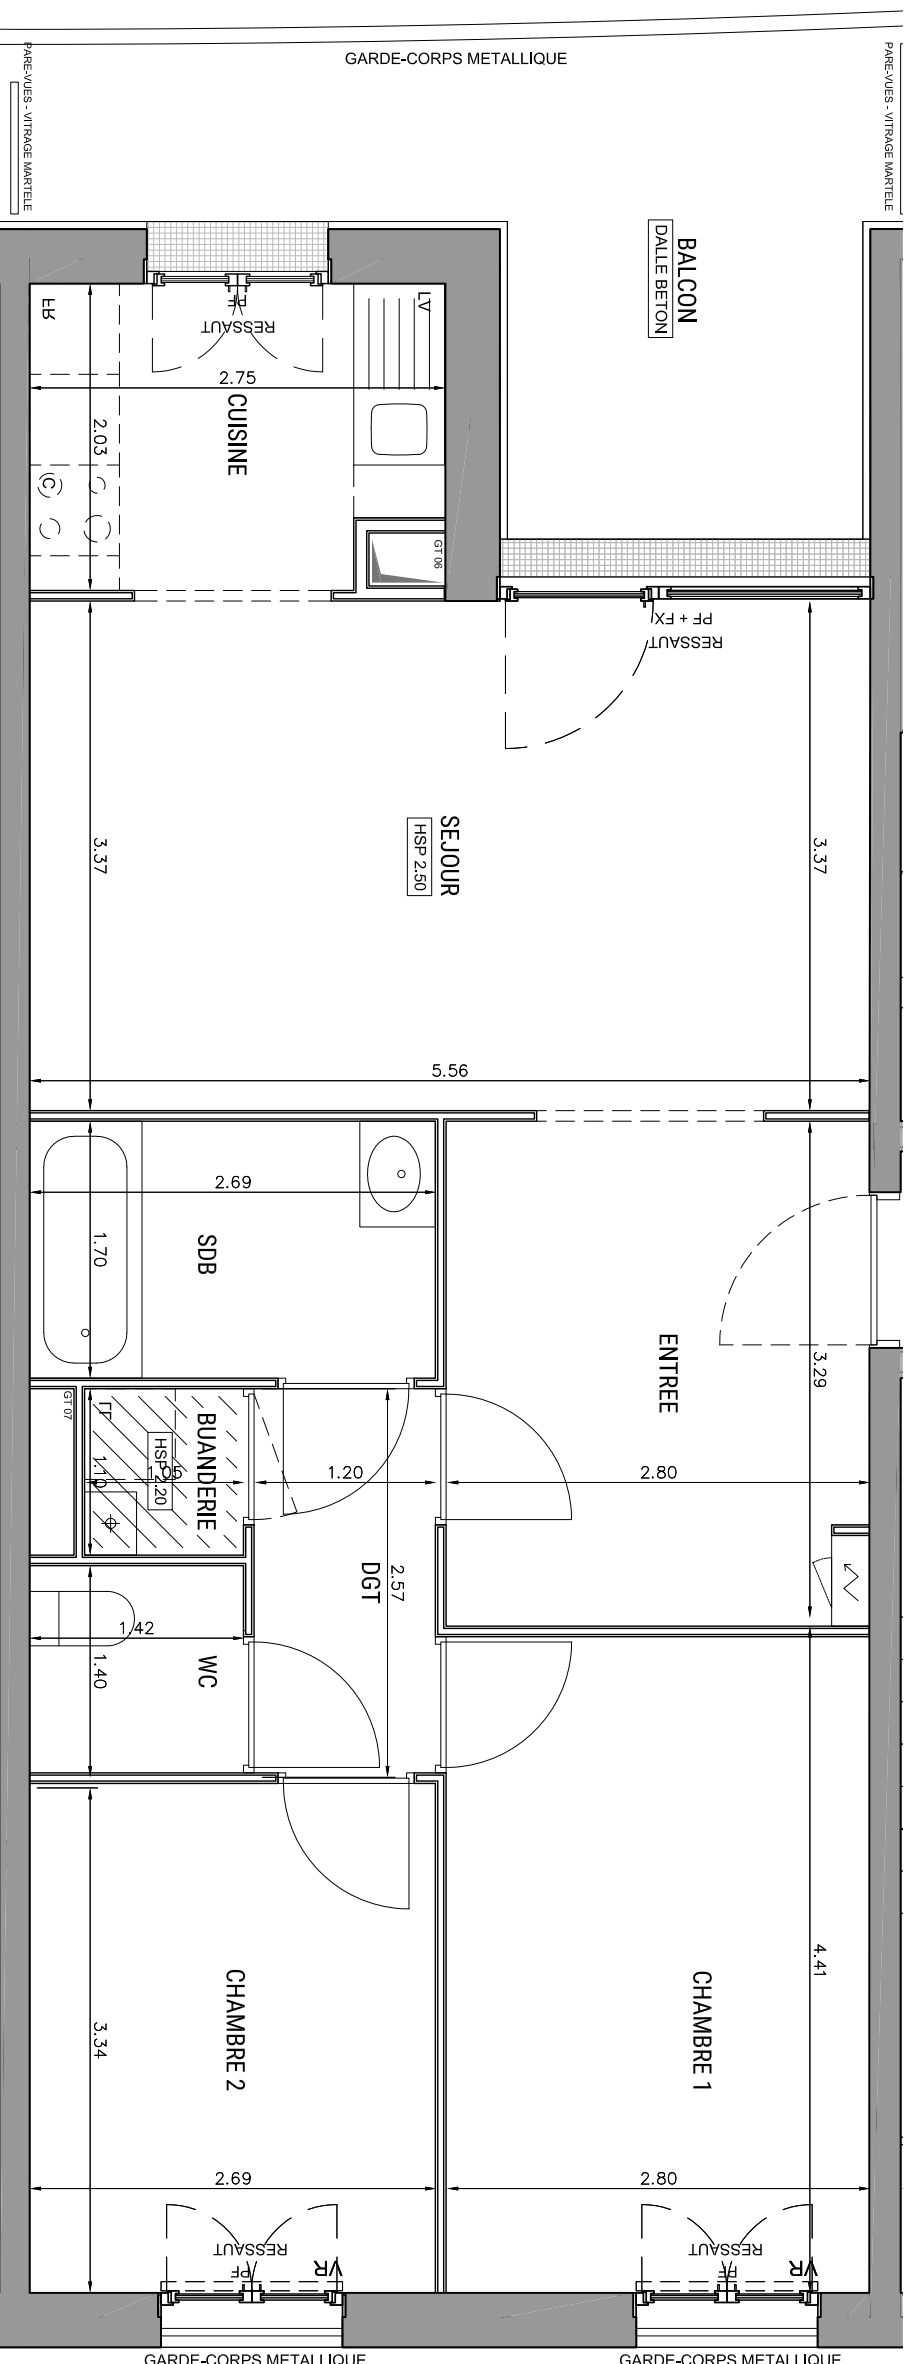 GARDE-CORPS METALLIQUE
PARE-VUES - VITRAGE MARTELE
PARE-VUES - VITRAGE MARTELE
BALCON
DALLE BETON
FR
LV
PF
RESSAUT
2.75
CUISINE
2.03
(C)
GT 06
PF + FX
RESSAUT
SEJOUR
HSP 2.50
3.37
3.37
5.56
2.69
SDB
1.70
ENTREE
3.29
GT 07
LL
BUANDERIE
HSP 2.20
1.05
1.10
1.20
2.80
DGT
2.57
1.42
WC
1.40
CHAMBRE 2
3.34
CHAMBRE 1
4.41
2.69
2.80
RESSAUT
PF
VR
RESSAUT
PF
VR
GARDE-CORPS METALLIQUE
GARDE-CORPS METALLIQUE